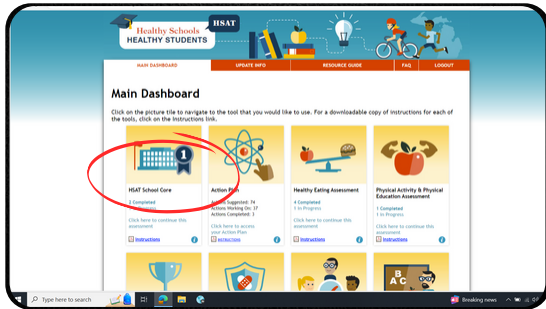 Healthy Schools
HEALTHY STUDENTS
HSAT
MAIN DASHBOARD
UPDATE INFO
RESOURCE GUIDE
FAQ
LOGOUT
Main Dashboard
Click on the picture tile to navigate to the tool that you would like to use. For a downloadable copy of instructions for each of
the tools, click on the Instructions link.
1
HSAT School Core
2 Completed
Instructions
Action Plan
Actions Suggested: 74
Actions Working On: 37
Actions Completed: 3
Click here to access
your Action Plan
Instructions
Healthy Eating Assessment
4 Completed
1 In Progress
Click here to continue this
assessment
Instructions
Physical Activity & Physical
Education Assessment
1 Completed
1 In Progress
Click here to continue this
assessment
Instructions
Click here to continue this
assessment
B
A C
Type here to search
Breaking news